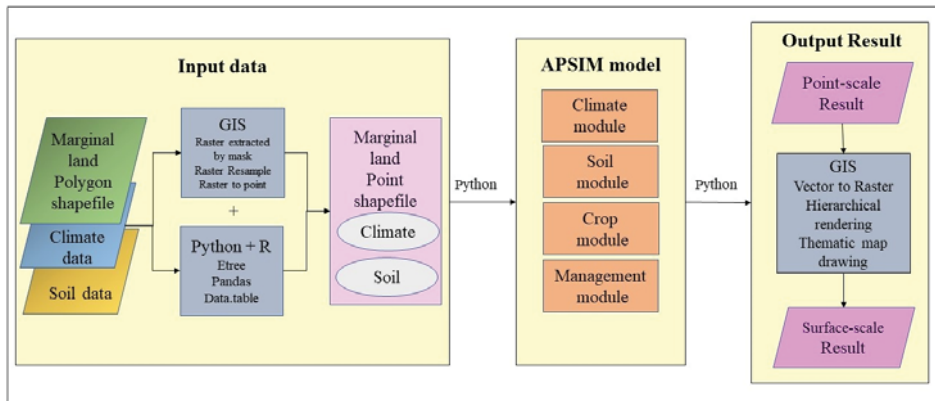 Input data
Marginal
land
Polygon
shapefile
Climate data
Soil data
GIS
Raster extracted
by mask
Raster Resample
Raster to point
+
Python + R
Etree
Pandas
Data.table
Marginal
land
Point
shapefile
Climate
Soil
Python
APSIM model
Climate
module
Soil
module
Crop
module
Management
module
Python
Output Result
Point-scale
Result
GIS
Vector to Raster
Hierarchical
rendering
Thematic map
drawing
Surface-scale
Result